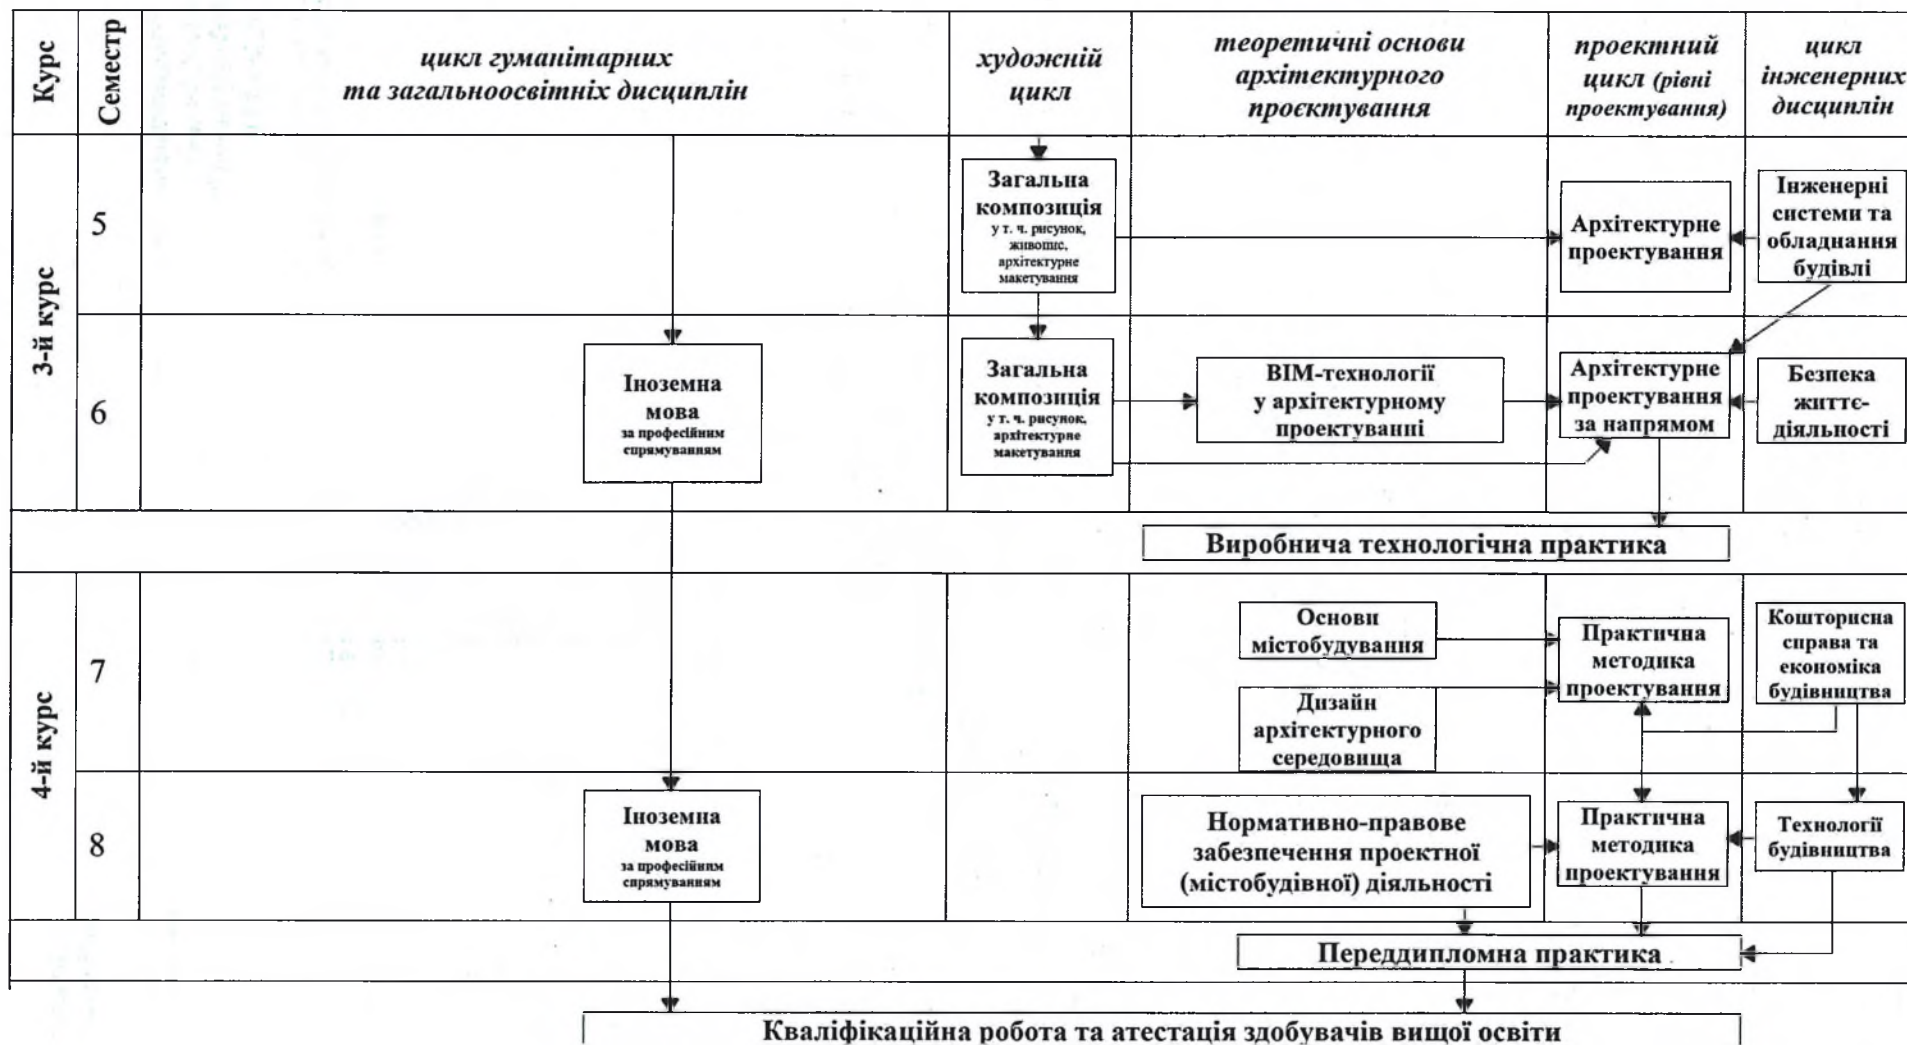 Курс
Семестр
цикл гуманітарних
та загальноосвітніх дисциплін
художній
цикл
теоретичні основи
архітектурного
проєктування
проектний
цикл (рівні
проектування)
цикл
інженерних
дисциплін
3-й курс
5
Загальна
композиція
у т. ч. рисунок,
живопис,
архітектурне
макетування
Архітектурне
проектування
Інженерні
системи та
обладнання
будівлі
6
Іноземна
мова
за професійним
спрямуванням
Загальна
композиція
у т. ч. рисунок,
архітектурне
макетування
ВІМ-технології
у архітектурному
проектуванні
Архітектурне
проектування
за напрямом
Безпека
життє-
діяльності
Виробнича технологічна практика
4-й курс
7
Основи
містобудування
Дизайн
архітектурного
середовища
Практична
методика
проектування
Кошторисна
справа та
економіка
будівництва
8
Іноземна
мова
за професійним
спрямуванням
Нормативно-правове
забезпечення проектної
(містобудівної) діяльності
Практична
методика
проектування
Технології
будівництва
Переддипломна практика
Кваліфікаційна робота та атестація здобувачів вищої освіти